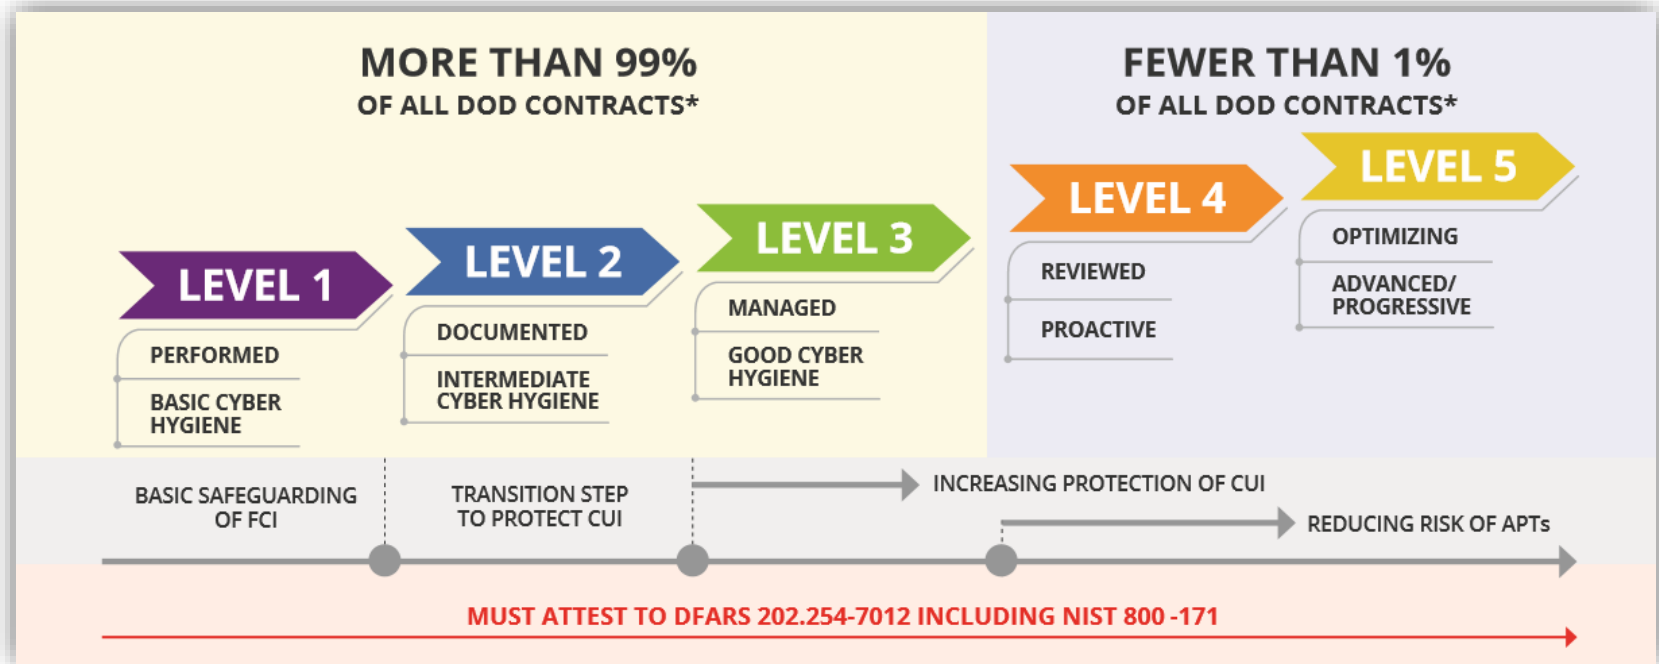 MORE THAN 99%
OF ALL DOD CONTRACTS*
FEWER THAN 1%
OF ALL DOD CONTRACTS*
LEVEL 1
PERFORMED
BASIC CYBER
HYGIENE
LEVEL 2
DOCUMENTED
INTERMEDIATE
CYBER HYGIENE
LEVEL 3
MANAGED
GOOD CYBER
HYGIENE
LEVEL 4
REVIEWED
PROACTIVE
LEVEL 5
OPTIMIZING
ADVANCED/
PROGRESSIVE
BASIC SAFEGUARDING
OF FCI
TRANSITION STEP
TO PROTECT CUI
INCREASING PROTECTION OF CUI
REDUCING RISK OF APTs
MUST ATTEST TO DFARS 202.254-7012 INCLUDING NIST 800 -171